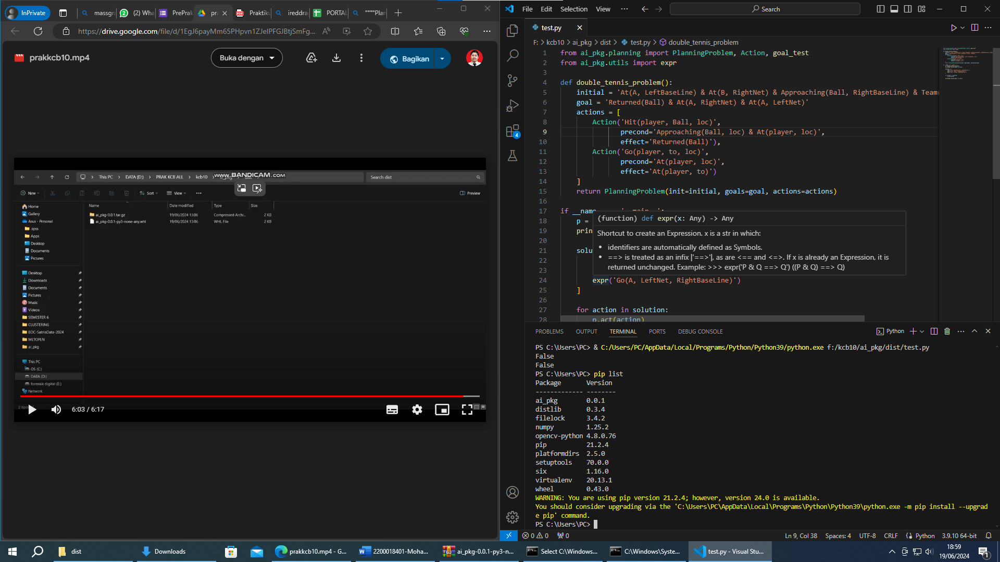 InPrivate
massgr
(2) Wha
PrePrak
pr
Praktiku
ireddra
PORTAL
""""Plan
https://drive.google.com/file/d/1EgJ6payMm65PHpvn1ZJelPFGJBtjSmFg...
prakkcb10.mp4
Buka dengan
Bagikan
www.BANDICAM.com
This PC > DATA (D:) > PRAK KCB ALL > kcb10 >
Search dist
New
Sort
View
Preview
Name
Date modified
Type
Size
ai_pkg-0.0.1.tar.gz 19/06/2024 13:06 Compressed Archi... 2 KB
ai_pkg-0.0.1-py3-none-any.whl 19/06/2024 13:06 WHL File 2 KB
Home
Gallery
Asus - Personal
.spss
Apps
Desktop
Documents
Pictures
Desktop
Downloads
Documents
Pictures
Music
Videos
SEMESTER 6
CLUSTERING
BDC-SatriaData-2024
METOPEN
ai_pkg
This PC
OS (C:)
DATA (D:)
forensik digital (E:)
Network
6:03 / 6:17
File Edit Selection View ...
Search
test.py
F: > kcb10 > ai_pkg > dist > test.py > double_tennis_problem
1 from ai_pkg.planning import PlanningProblem, Action, goal_test
2 from ai_pkg.utils import expr
3
4 def double_tennis_problem():
5 initial = 'At(A, LeftBaseLine) & At(B, RightNet) & Approaching(Ball, RightBaseLine) & Team(
6 goal = 'Returned(Ball) & At(A, RightNet) & At(A, LeftNet)'
7 actions = [
8 Action('Hit(player, Ball, loc)',
9 precond='Approaching(Ball, loc) & At(player, loc)',
10 effect='Returned(Ball)'),
11 Action('Go(player, to, loc)',
12 precond='At(player, loc)',
13 effect='At(player, to)')
14 ]
15 return PlanningProblem(init=initial, goals=goal, actions=actions)
16
17 if __name
18 p =
19 prin
20
21 solu
22
23
24 expr('Go(A, LeftNet, RightBaseLine)')
25 ]
26
27 for action in solution:
28 p.act(action)
(function) def expr(x: Any) -> Any
Shortcut to create an Expression. x is a str in which:
• identifiers are automatically defined as Symbols.
• ==> is treated as an infix |'==>'|, as are <== and <=>. If x is already an Expression, it is
returned unchanged. Example: >>> expr('P & Q ==> Q') ((P & Q) ==> Q)
4
PROBLEMS OUTPUT TERMINAL PORTS DEBUG CONSOLE
Python
PS C:\Users\PC> & C:/Users/PC/AppData/Local/Programs/Python/Python39/python.exe f:/kcb10/ai_pkg/dist/test.py
False
False
PS C:\Users\PC> pip list
Package Version
------------- --------
ai_pkg 0.0.1
distlib 0.3.4
filelock 3.4.2
numpy 1.25.2
opencv-python 4.8.0.76
pip 21.2.4
platformdirs 2.5.0
setuptools 70.0.0
six 1.16.0
virtualenv 20.13.1
wheel 0.43.0
WARNING: You are using pip version 21.2.4; however, version 24.0 is available.
You should consider upgrading via the 'C:\Users\PC\AppData\Local\Programs\Python\Python39\python.exe -m pip install --upgrad
e pip' command.
PS C:\Users\PC>
0 0 0
Ln 9, Col 38 Spaces: 4 UTF-8 CRLF Python 3.9.10 64-bit
dist
Downloads
prakkcb10.mp4 - G...
2200018401-Moha...
ai_pkg-0.0.1-py3-n...
Select C:\Windows...
C:\Windows\Syste...
test.py - Visual Stu...
18:59
19/06/2024
1